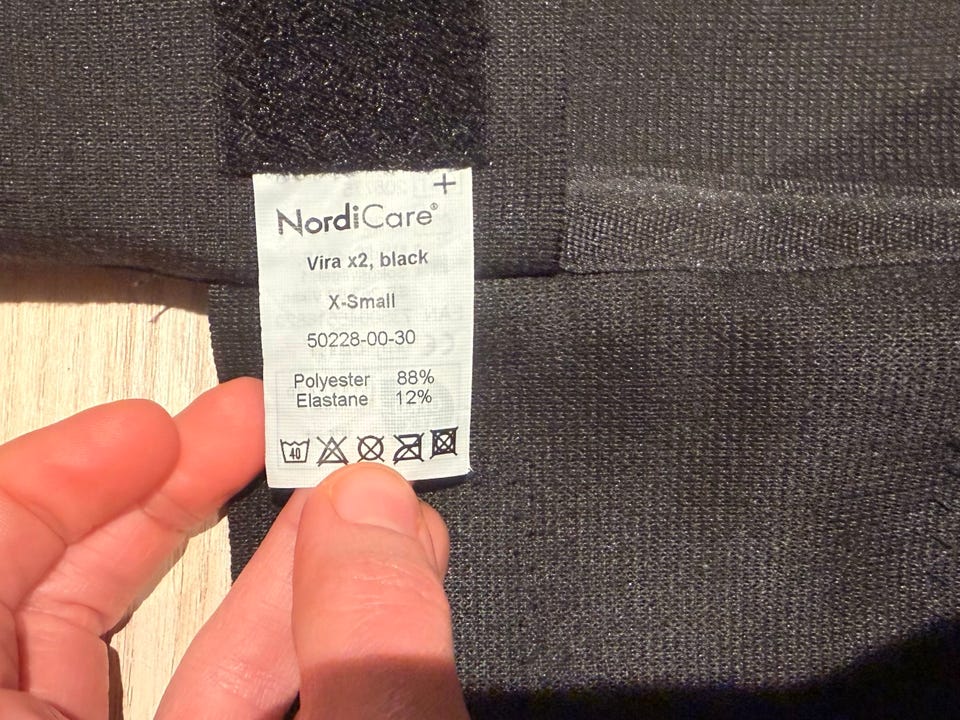 NordiCare®
Vira x2, black
X-Small
50228-00-30
Polyester 88%
Elastane 12%
40